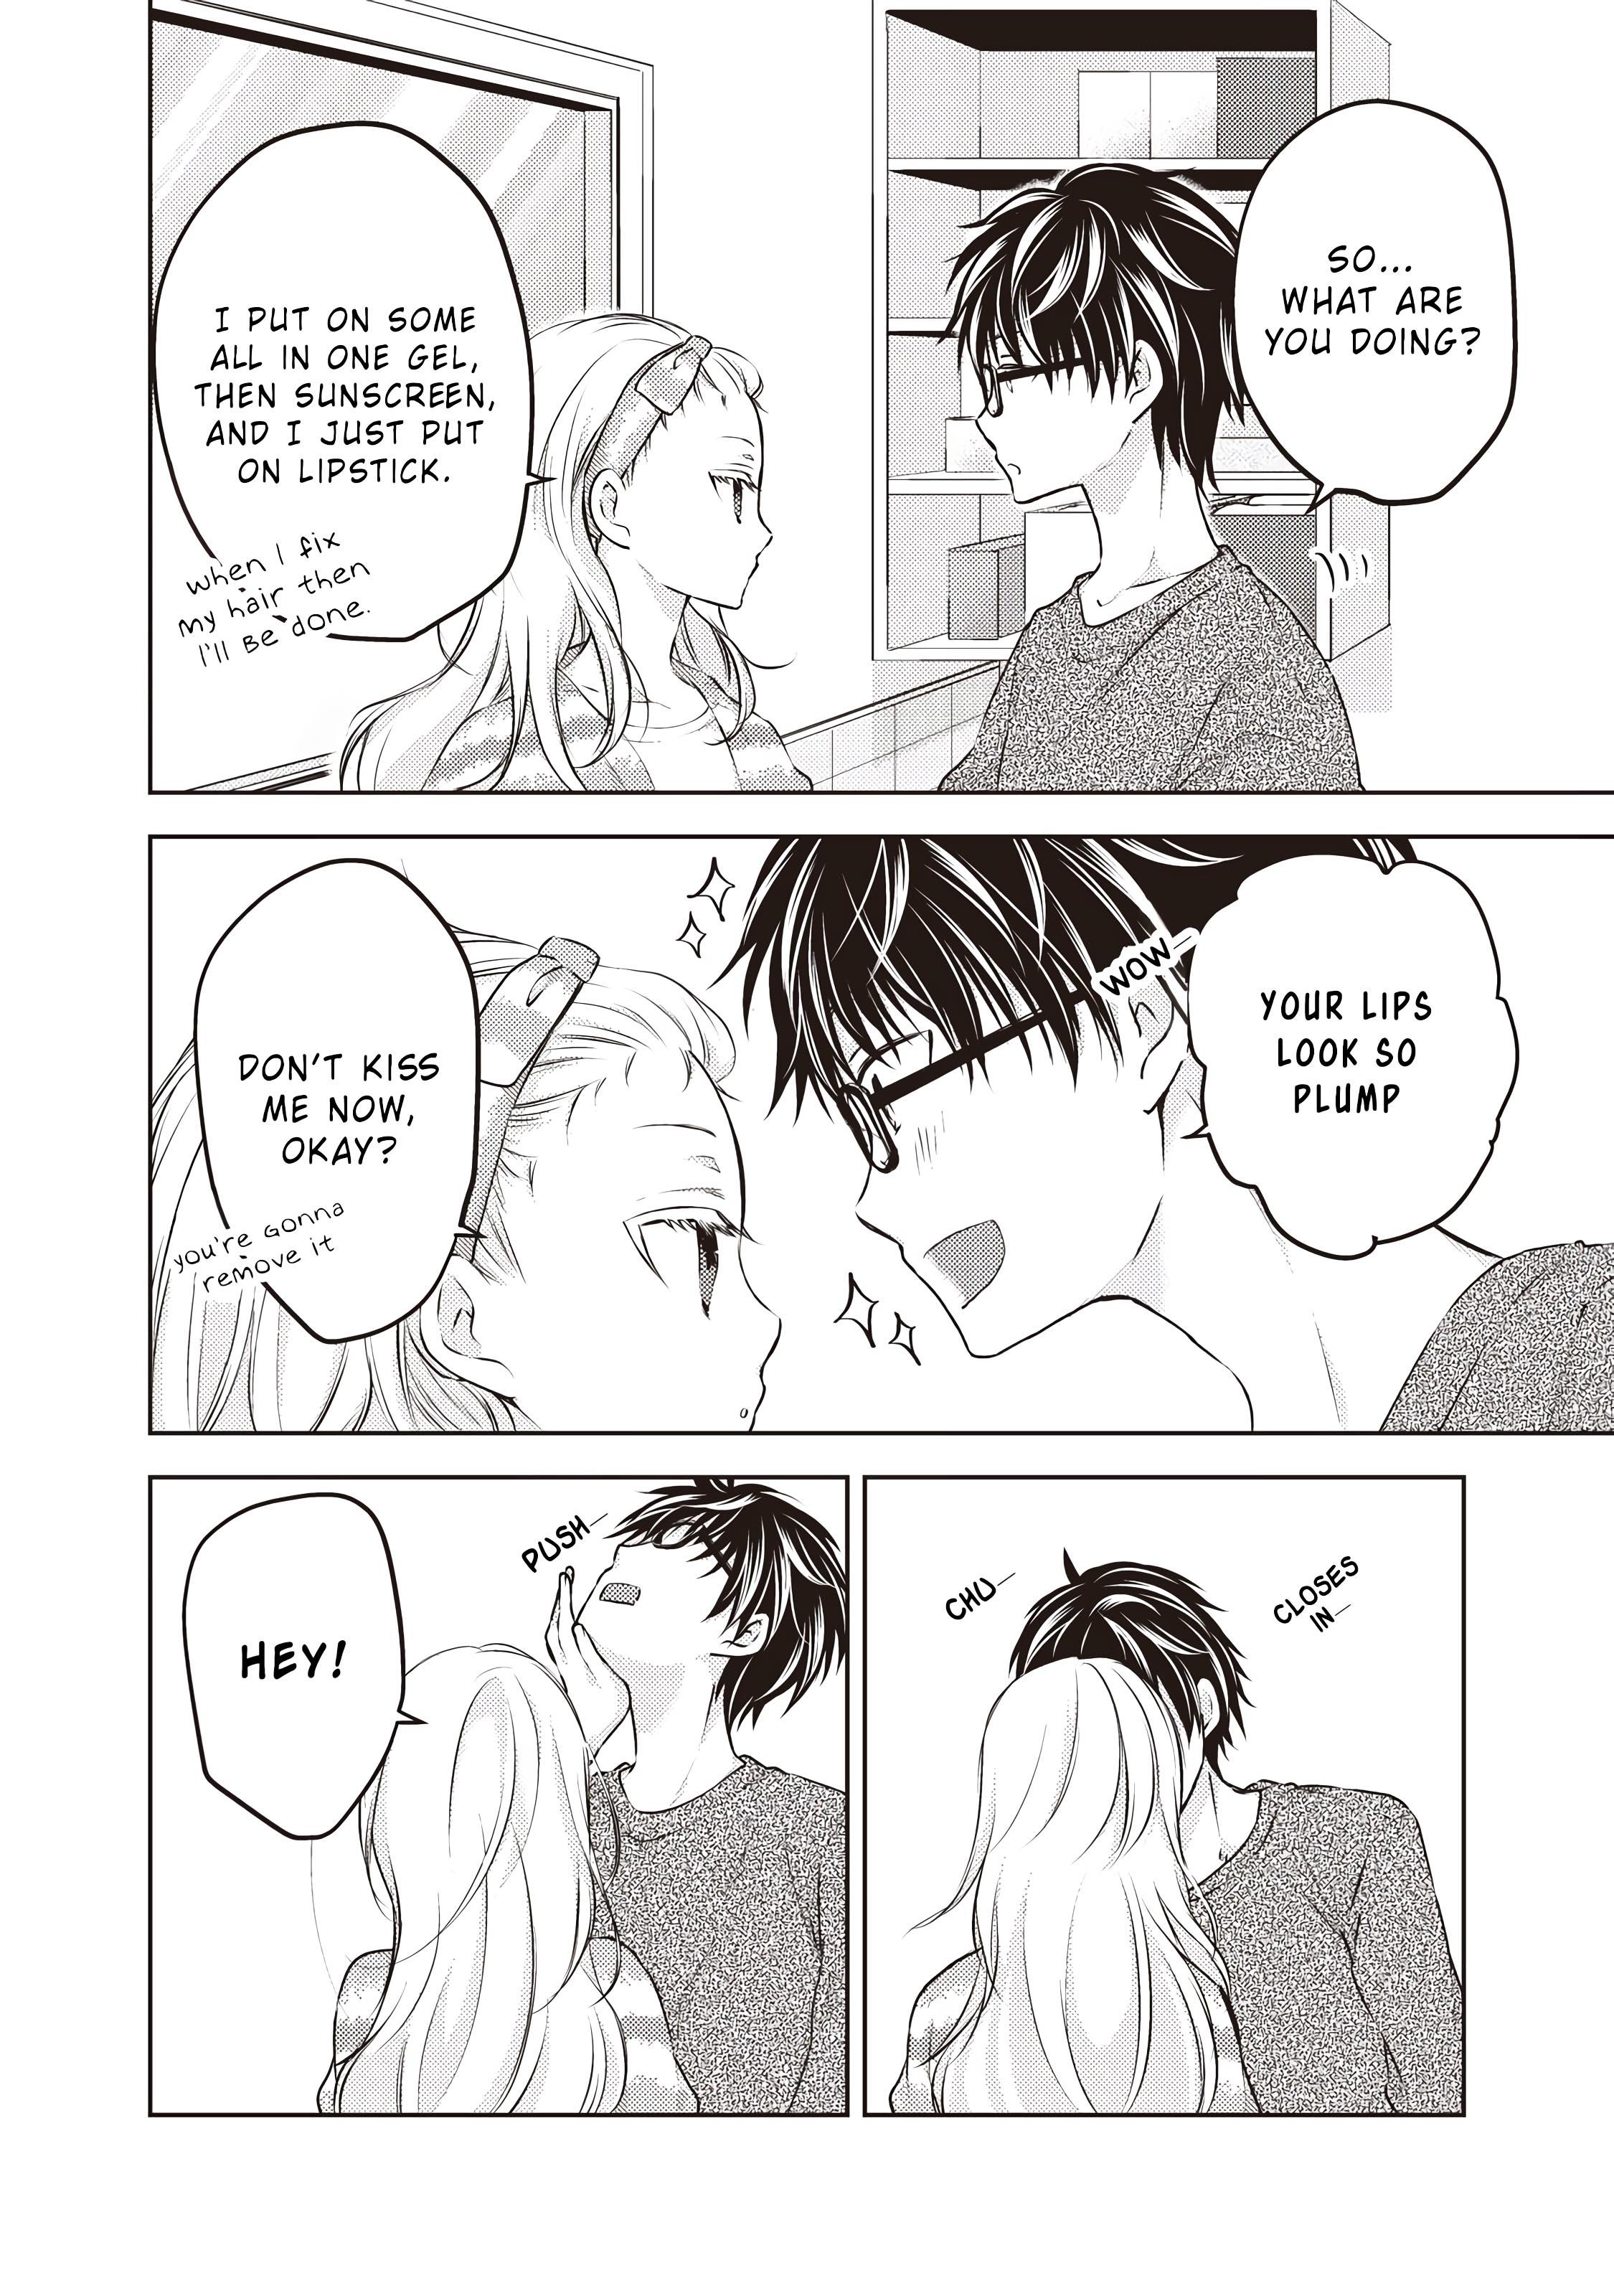 SO...
WHAT ARE
YOU DOING?
I PUT ON SOME
ALL IN ONE GEL,
THEN SUNSCREEN,
AND I JUST PUT
ON LIPSTICK.
when I fix
my hair then
I'll Be done.
WOW-
YOUR LIPS
LOOK SO
PLUMP
DON'T KISS
ME NOW,
OKAY?
you're Gonna
remove it
CLOSES
IN-
CHU-
PUSH-
HEY!